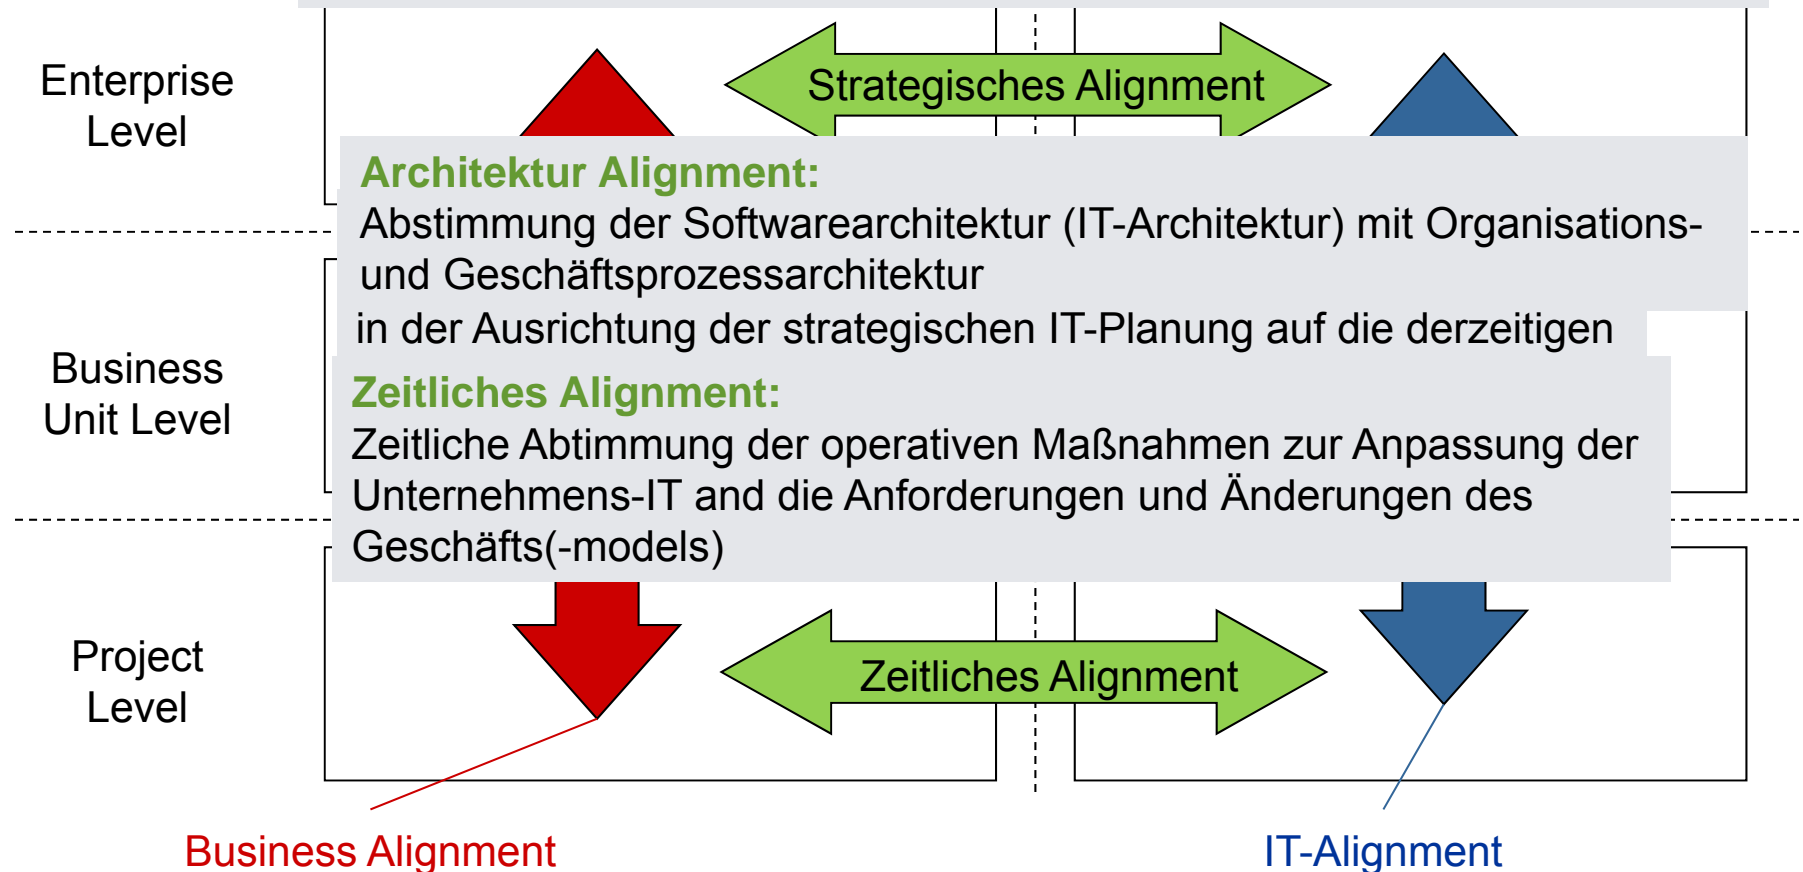 Enterprise
Level
Strategisches Alignment
Architektur Alignment:
Abstimmung der Softwarearchitektur (IT-Architektur) mit Organisations-
und Geschäftsprozessarchitektur
in der Ausrichtung der strategischen IT-Planung auf die derzeitigen
Business
Unit Level
Zeitliches Alignment:
Zeitliche Abtimmung der operativen Maßnahmen zur Anpassung der
Unternehmens-IT and die Anforderungen und Änderungen des
Geschäfts(-models)
Project
Level
Zeitliches Alignment
Business Alignment
IT-Alignment